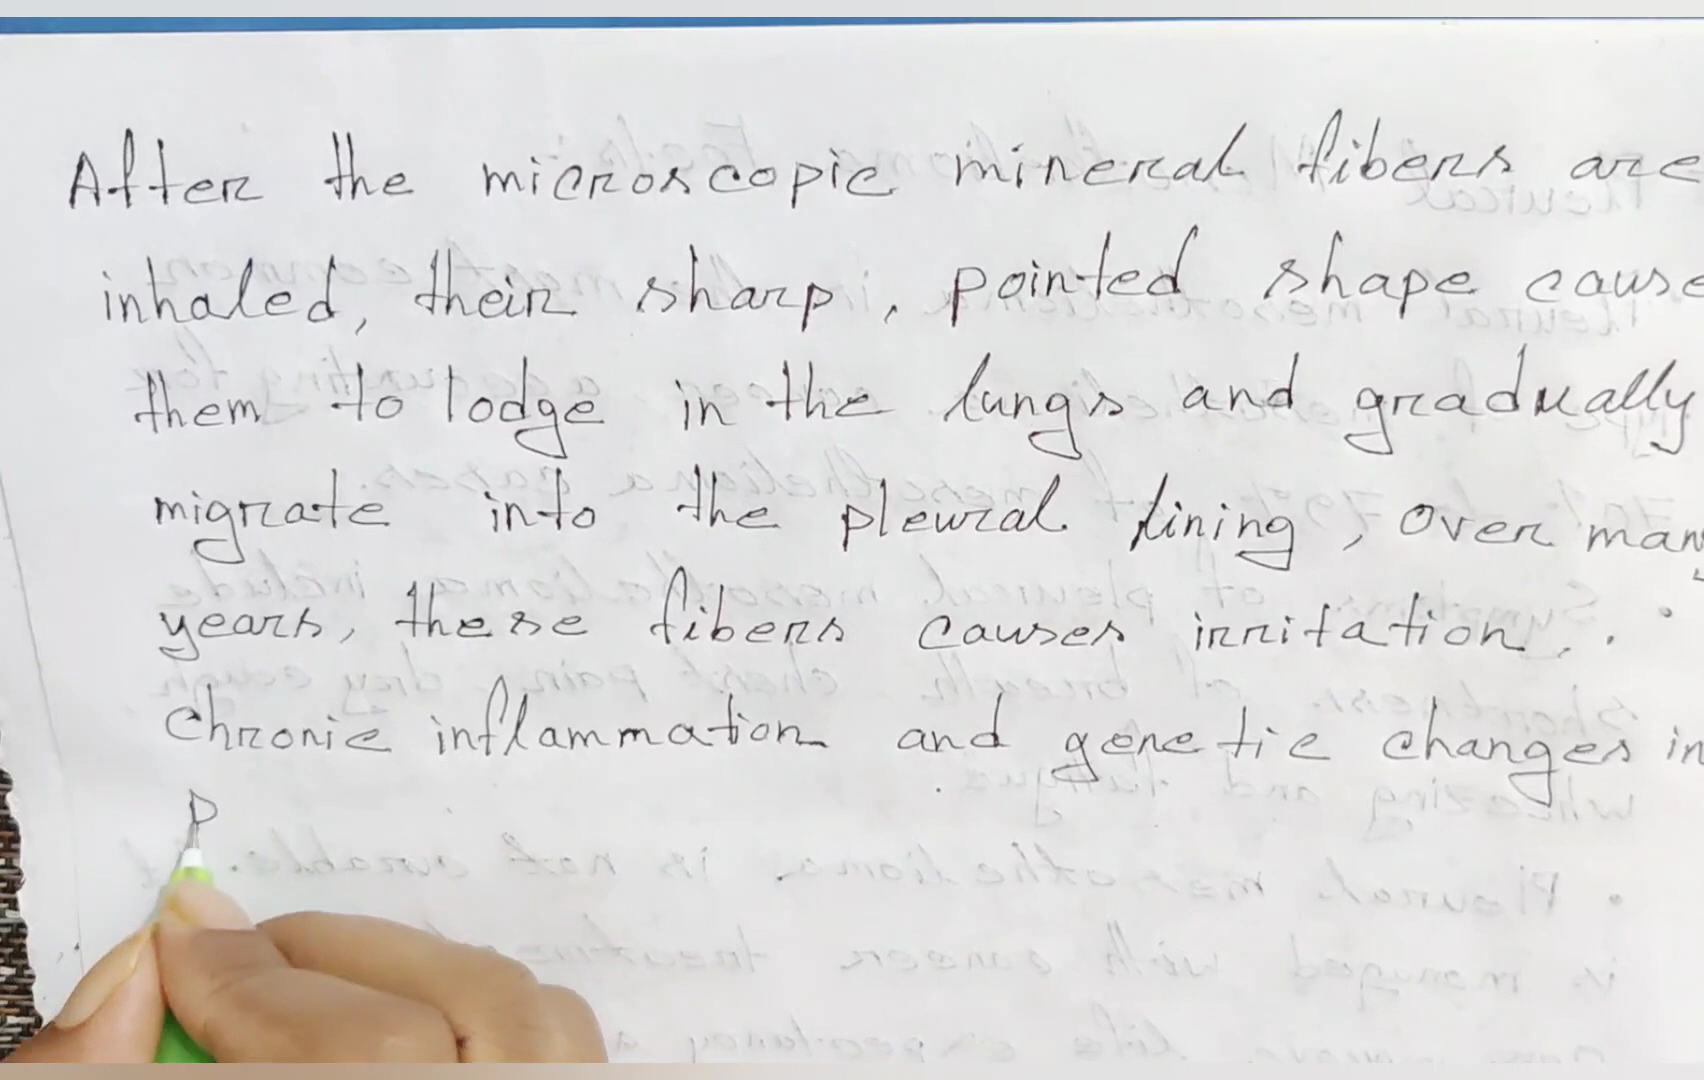 After the microscopic mineral fibers are
inhaled, their sharp, pointed shape cause
them to lodge in the lungs and gradually
migrate into the pleural lining, over many
years, these fibers causes irritation,.
chronic inflammation and genetic changes in
P